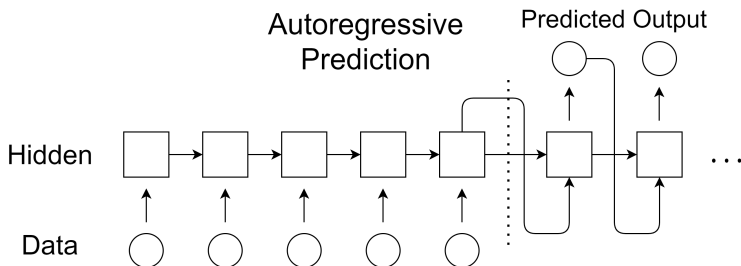 Autoregressive
Prediction
Predicted Output
Hidden
...
Data